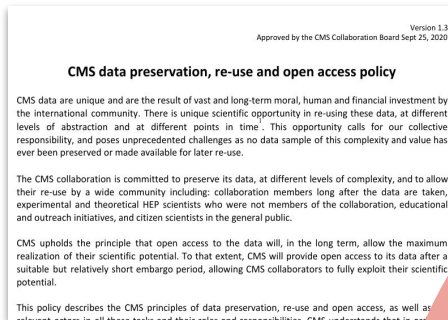 Version 1.3
Approved by the CMS Collaboration Board Sept 25, 2020
CMS data preservation, re-use and open access policy
CMS data are unique and are the result of vast and long-term moral, human and financial investment by
the international community. There is unique scientific opportunity in re-using these data, at different
levels of abstraction and at different points in time. This opportunity calls for our collective
responsibility, and poses unprecedented challenges as no data sample of this complexity and value has
ever been preserved or made available for later re-use.
The CMS collaboration is committed to preserve its data, at different levels of complexity, and to allow
their re-use by a wide community including: collaboration members long after the data are taken,
experimental and theoretical HEP scientists who were not members of the collaboration, educational
and outreach initiatives, and citizen scientists in the general public.
CMS upholds the principle that open access to the data will, in the long term, allow the maximum
realization of their scientific potential. To that extent, CMS will provide open access to its data after a
suitable but relatively short embargo period, allowing CMS collaborators to fully exploit their scientific
potential.
This policy describes the CMS principles of data preservation, re-use and open access, as well as
relevant actors in all these tasks and their roles and responsibilities. CMS understands that in